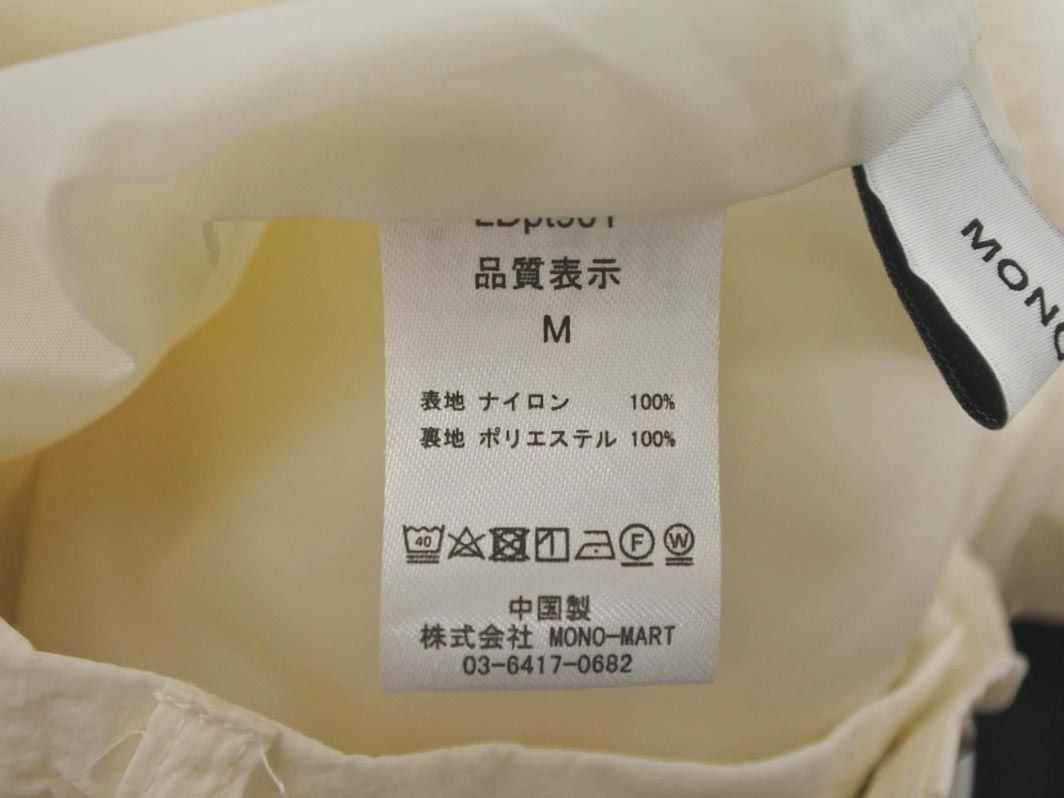 品質表示
M
表地 ナイロン 100%
裏地 ポリエステル 100%
40
F
W
中国製
株式会社 MONO-MART
03-6417-0682